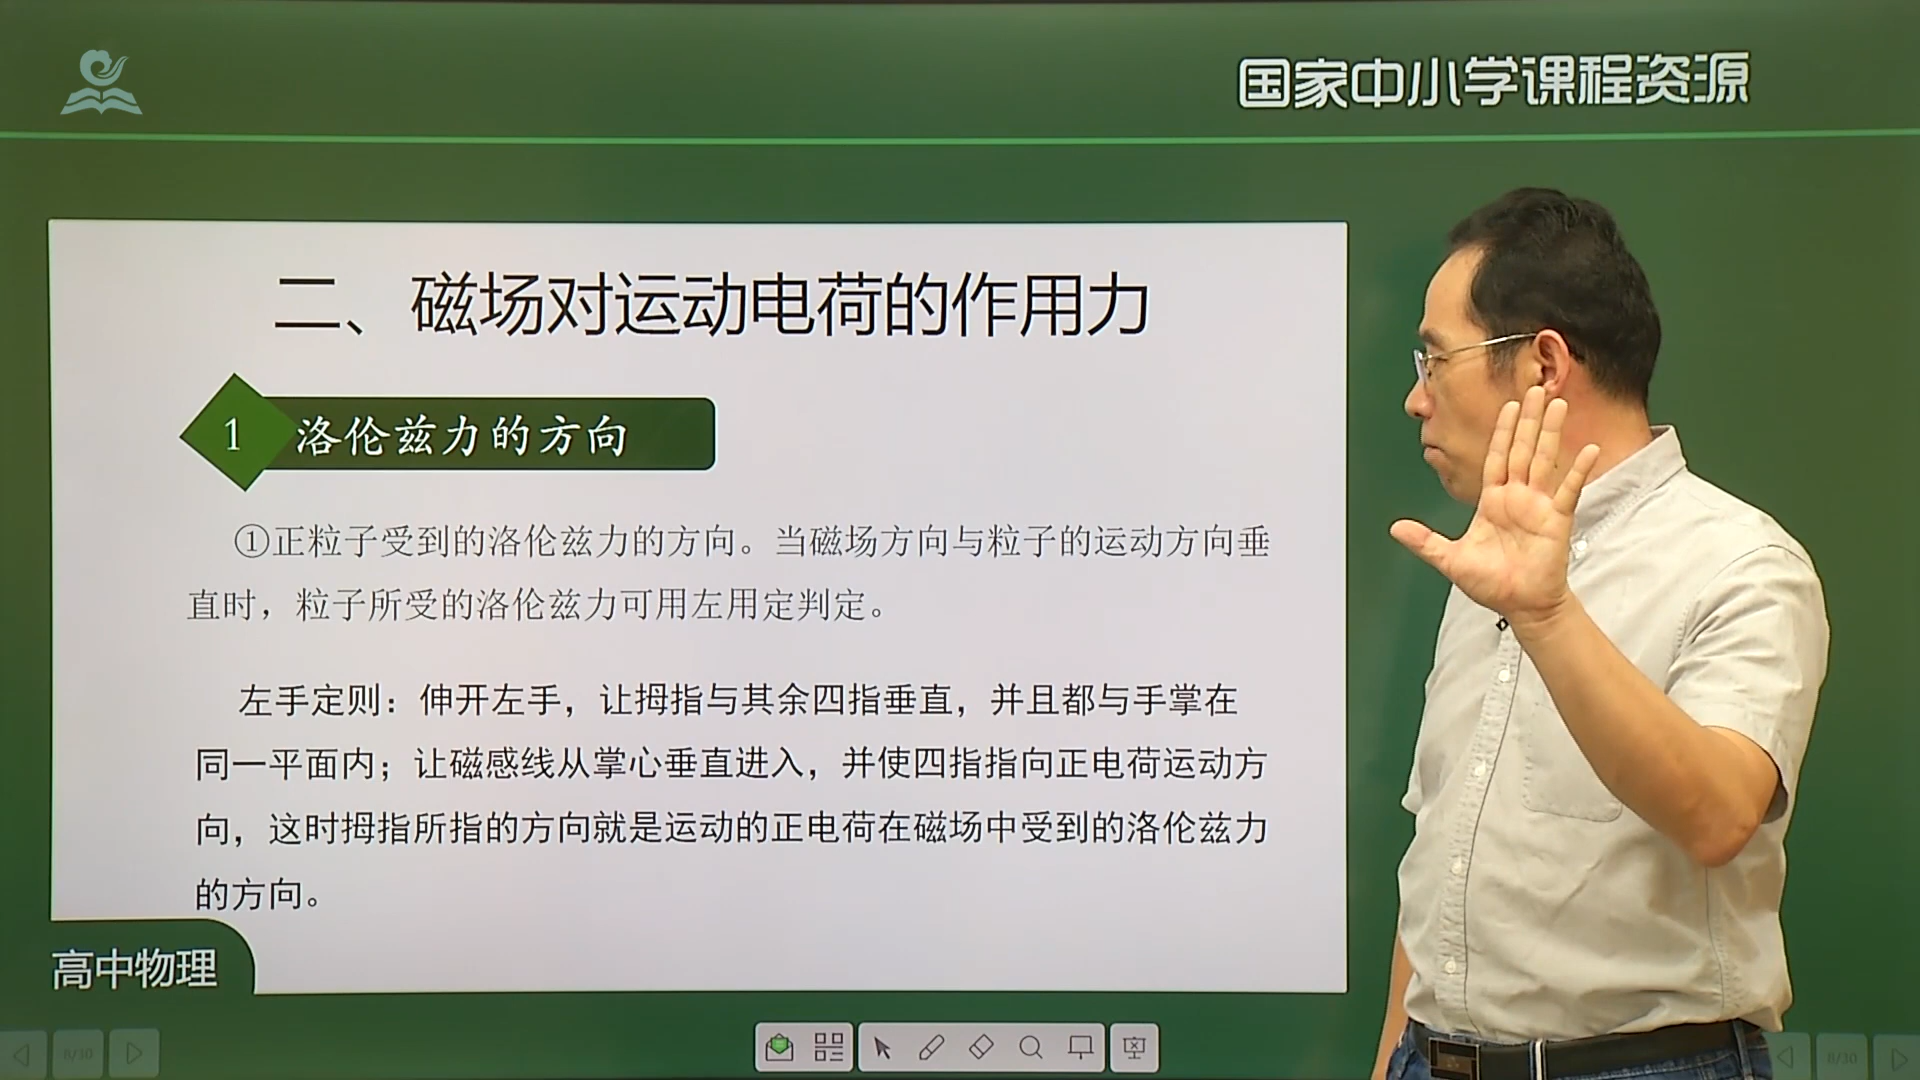 国家中小学课程资源
二、磁场对运动电荷的作用力
1 洛伦兹力的方向
①正粒子受到的洛伦兹力的方向。当磁场方向与粒子的运动方向垂
直时，粒子所受的洛伦兹力可用左用定判定。
左手定则：伸开左手，让拇指与其余四指垂直，并且都与手掌在
同一平面内；让磁感线从掌心垂直进入，并使四指指向正电荷运动方
向，这时拇指所指的方向就是运动的正电荷在磁场中受到的洛伦兹力
的方向。
高中物理
8/30
8/30